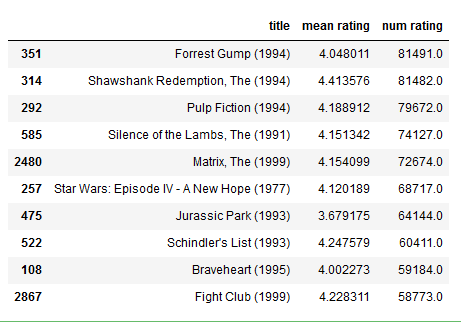 title mean rating num rating
351 Forrest Gump (1994) 4.048011 81491.0
314 Shawshank Redemption, The (1994) 4.413576 81482.0
292 Pulp Fiction (1994) 4.188912 79672.0
585 Silence of the Lambs, The (1991) 4.151342 74127.0
2480 Matrix, The (1999) 4.154099 72674.0
257 Star Wars: Episode IV - A New Hope (1977) 4.120189 68717.0
475 Jurassic Park (1993) 3.679175 64144.0
522 Schindler's List (1993) 4.247579 60411.0
108 Braveheart (1995) 4.002273 59184.0
2867 Fight Club (1999) 4.228311 58773.0